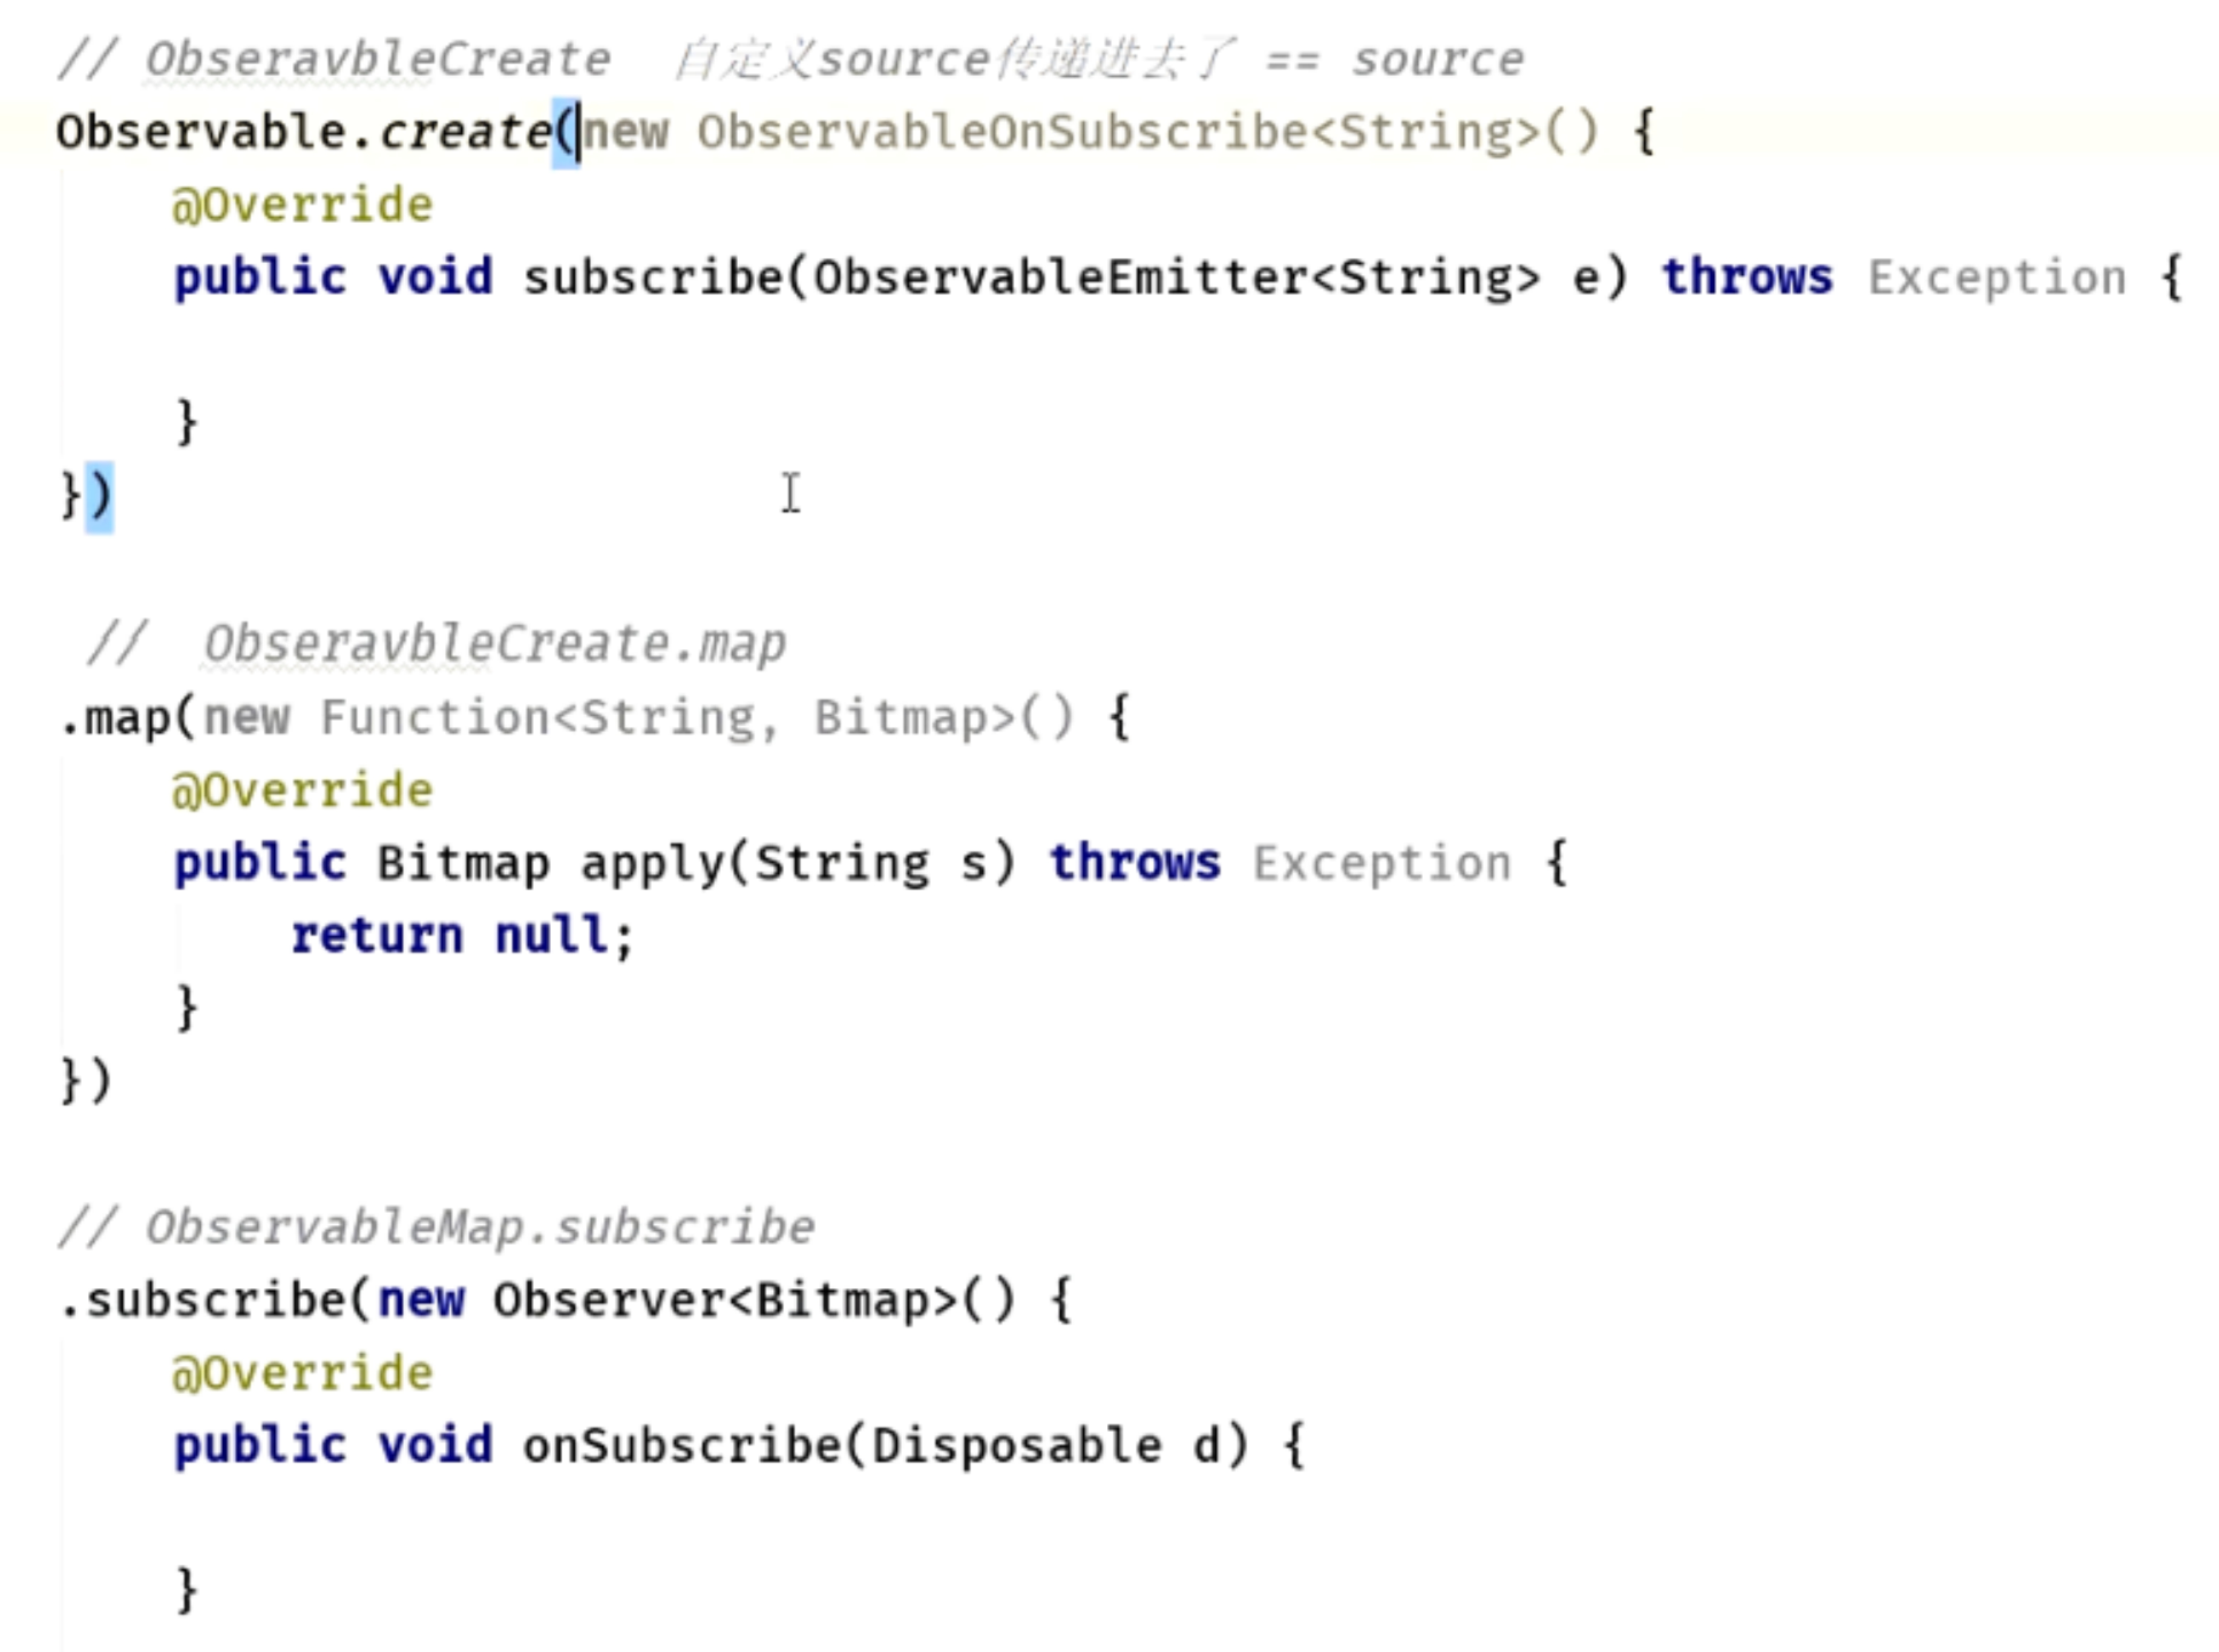 // ObseravbleCreate  自定义source传递进去了 == source
Observable.create(new ObservableOnSubscribe<String>() {
@Override
public void subscribe(ObservableEmitter<String> e) throws Exception {
}
})
//  ObseravbleCreate.map
.map(new Function<String, Bitmap>() {
@Override
public Bitmap apply(String s) throws Exception {
return null;
}
})
// ObservableMap.subscribe
.subscribe(new Observer<Bitmap>() {
@Override
public void onSubscribe(Disposable d) {
}